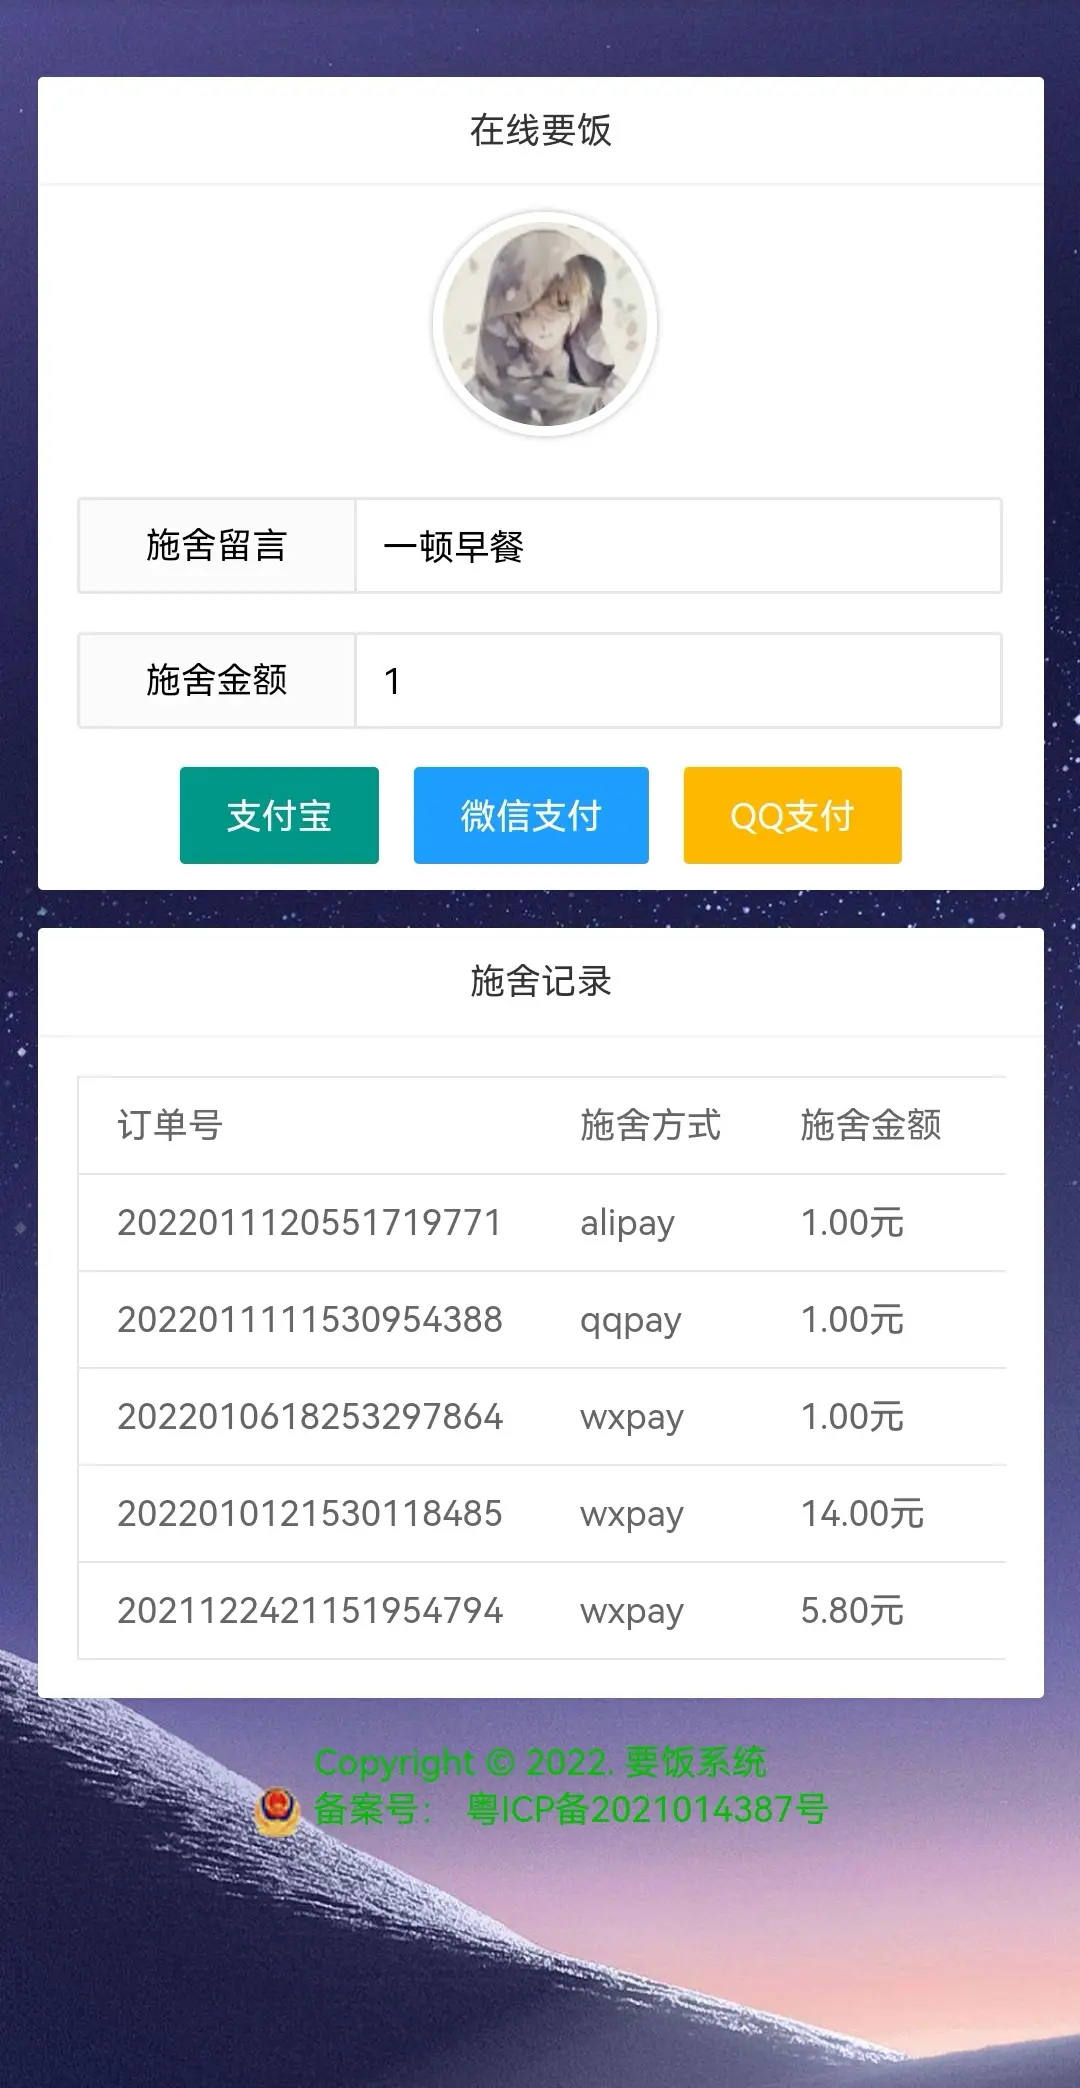 在线要饭
施舍留言 一顿早餐
施舍金额 1
支付宝 微信支付 QQ支付
施舍记录
订单号 施舍方式 施舍金额
2022011120551719771 alipay 1.00元
2022011111530954388 qqpay 1.00元
2022010618253297864 wxpay 1.00元
2022010121530118485 wxpay 14.00元
2021122421151954794 wxpay 5.80元
Copyright © 2022. 要饭系统
备案号： 粤ICP备2021014387号